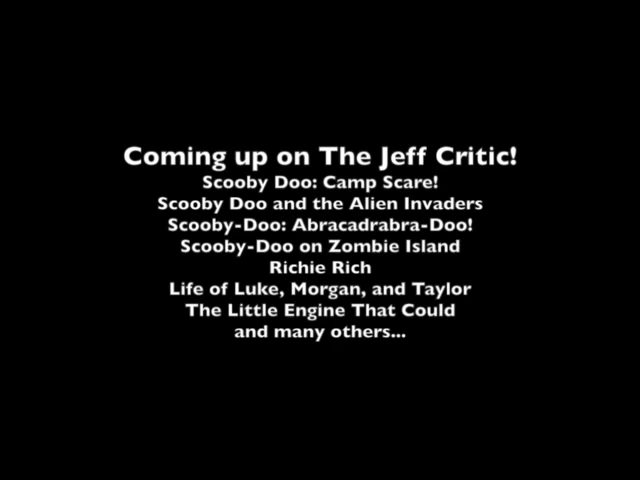 Coming up on The Jeff Critic!
Scooby Doo: Camp Scare!
Scooby Doo and the Alien Invaders
Scooby-Doo: Abracadrabra-Doo!
Scooby-Doo on Zombie Island
Richie Rich
Life of Luke, Morgan, and Taylor
The Little Engine That Could
and many others...